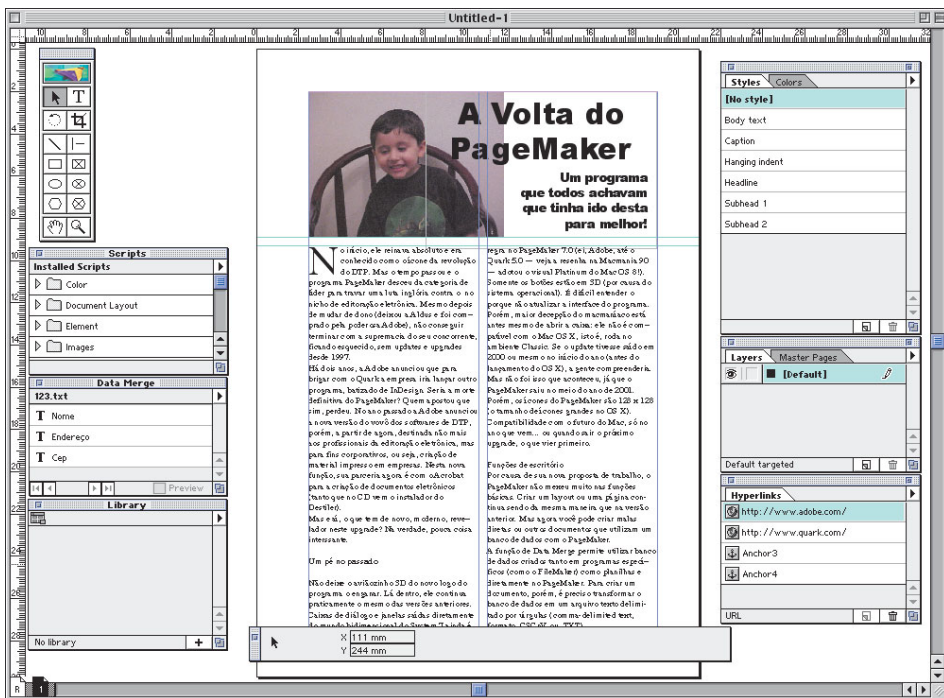 Untitled-1
A Volta do
PageMaker
Um programa
que todos achavam
que tinha ido desta
para melhor!
No início, ele reinava absoluto e era
conhecido como o ícone da revolução
do DTP. Mas o tempo passou e o
programa PageMaker desceu da categoria de
líder para travar uma luta inglória contra o no
nicho de editoração eletrônica. Mesmo depois
de mudar de dono (deixou a Aldus e foi com-
prado pela poderosa Adobe), não conseguir
terminar com a supremacia do seu concorrente,
ficando esquecido, sem updates e upgrades
desde 1997.
Há dois anos, a Adobe anunciou que para
brigar com o Quark a empresa iria lançar outro
programa, batizado de InDesign. Seria a morte
definitiva do PageMaker? Quem apostou que
sim, perdeu. No ano passado a Adobe anunciou
a nova versão do vovô dos softwares de DTP,
porém, a partir de agora, destinada não mais
aos profissionais da editoração eletrônica, mas
para fins corporativos, ou seja, criação de
material impresso em empresas. Nesta nova
função, sua parceria agora é com o Acrobat
para a criação de documentos eletrônicos
(tanto que no CD vem o instalador do
Destiler).
Mas e aí, o que tem de novo, moderno, reve-
lador neste upgrade? Na verdade, pouca coisa
interessante.
Um pé no passado
Não deixe o aviãozinho 3D do novo logo do
programa o enganar. Lá dentro, ele continua
praticamente o mesmo das versões anteriores.
Caixas de diálogo e janelas saídas diretamente
do mundo bidimensional do System 7 ainda é
regra no PageMaker 7.0 (ei, Adobe, até o
Quark 5.0 — veja a resenha na Macmania 90
— adotou o visual Platinum do Mac OS 8!).
Somente os botões estão em 3D (por causa do
sistema operacional). É difícil entender o
porque não atualizar a interface do programa.
Porém, maior decepção do macmaníaco está
antes mesmo de abrir a caixa: ele não é com-
patível com o Mac OS X, isto é, roda no
ambiente Classic. Se o update tivesse saído em
2000 ou mesmo no início do ano (antes do
lançamento do OS X), a gente compreenderia.
Mas não foi isso que aconteceu, já que o
PageMaker saiu no meio do ano de 2001.
Porém, os ícones do PageMaker são 128 x 128
(o tamanho de ícones grandes no OS X).
Compatibilidade com o futuro do Mac, só no
ano que vem... ou quando sair o próximo
upgrade, o que vier primeiro.
Funções de escritório
Por causa de sua nova proposta de trabalho, o
PageMaker não mexeu muito nas funções
básicas. Criar um layout ou uma página con-
tinua sendo da mesma maneira que na versão
anterior. Mas agora você pode criar malas
diretas ou outros documentos que utilizam um
banco de dados com o PageMaker.
A função de Data Merge permite utilizar banco
de dados criados tanto em programas especí-
ficos (como o FileMaker) como planilhas e
diretamente no PageMaker. Para criar um
documento, porém, é preciso transformar o
banco de dados em um arquivo texto delimi-
tado por vírgulas (comma-delimited text,
Scripts
Installed Scripts
Color
Document Layout
Element
Images
Data Merge
123.txt
T Nome
T Endereço
T Cep
Preview
Library
No library
X 111 mm
Y 244 mm
Styles Colors
[No style]
Body text
Caption
Hanging indent
Headline
Subhead 1
Subhead 2
Layers Master Pages
[Default]
Default targeted
Hyperlinks
http://www.adobe.com/
http://www.quark.com/
Anchor3
Anchor4
URL
R 1